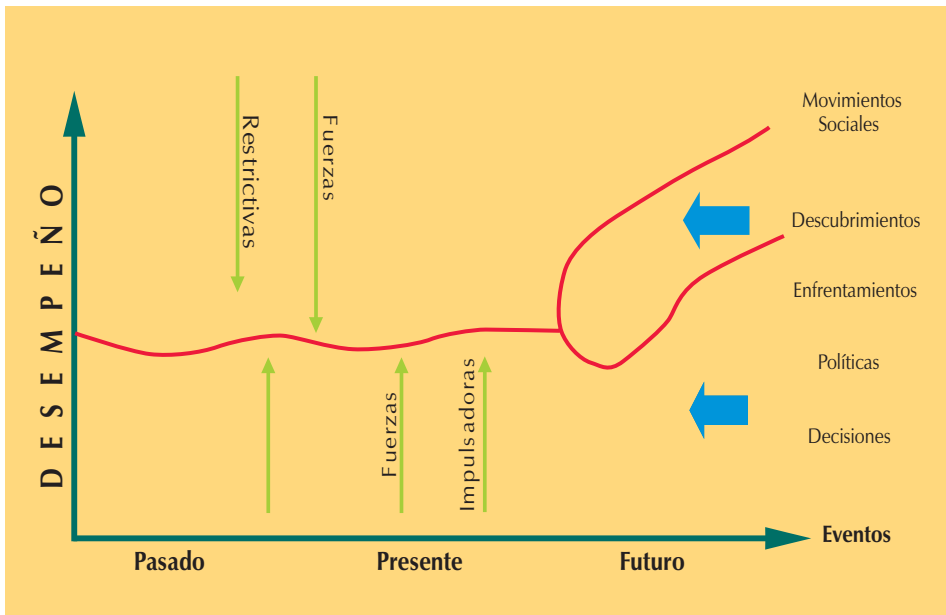 DESEMPEÑO
Restrictivas
Fuerzas
Fuerzas
Impulsadoras
Movimientos
Sociales
Descubrimientos
Enfrentamientos
Políticas
Decisiones
Eventos
Pasado
Presente
Futuro